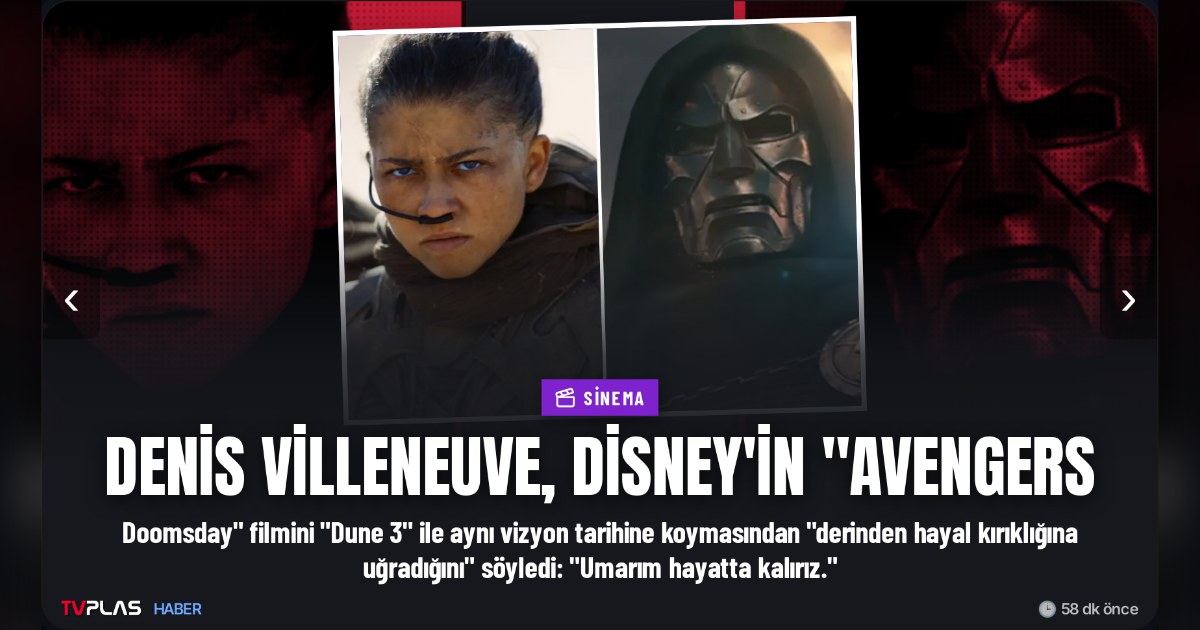 SİNEMA
DENİS VİLLENEUVE, DİSNEY'İN "AVENGERS
Doomsday" filmini "Dune 3" ile aynı vizyon tarihine koymasından "derinden hayal kırıklığına
uğradığını" söyledi: "Umarım hayatta kalırız."
TVPLAS HABER
58 dk önce